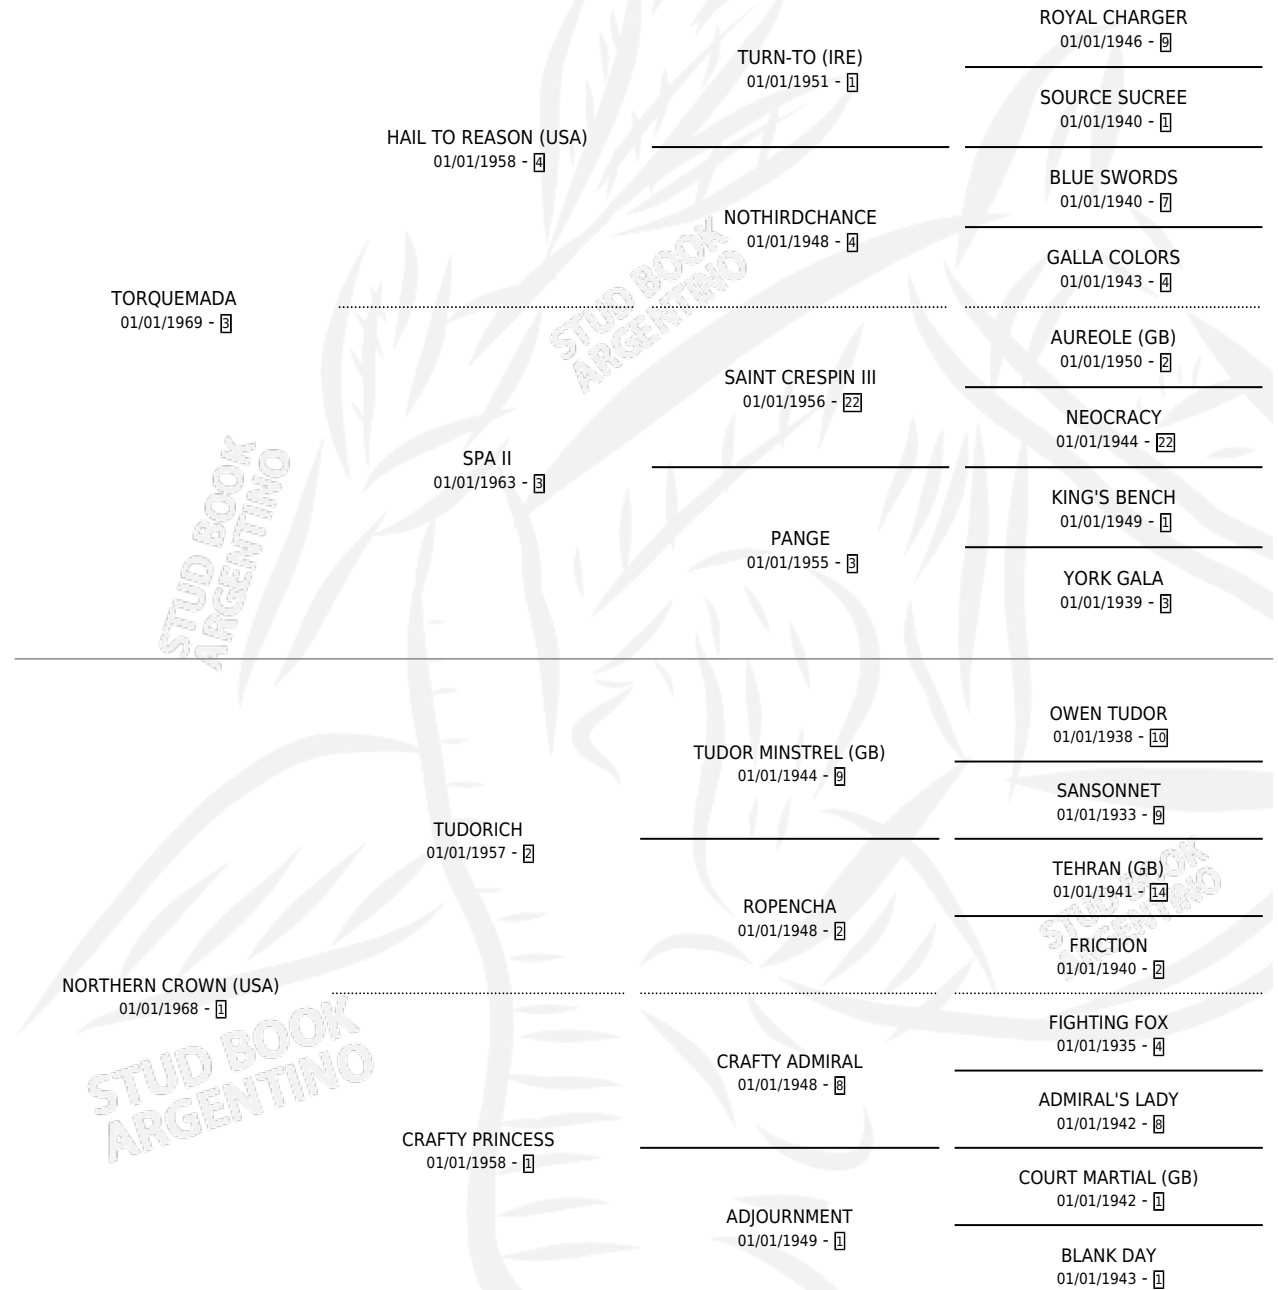 ROYAL CHARGER
01/01/1946 - 9
TURN-TO (IRE)
01/01/1951 - 1
SOURCE SUCREE
01/01/1940 - 1
HAIL TO REASON (USA)
01/01/1958 - 4
BLUE SWORDS
01/01/1940 - 7
NOTHIRDCHANCE
01/01/1948 - 4
GALLA COLORS
01/01/1943 - 4
TORQUEMADA
01/01/1969 - 3
STUD BOOK
ARGENTINO
AUREOLE (GB)
01/01/1950 - 2
SAINT CRESPIN III
01/01/1956 - 22
NEOCRACY
01/01/1944 - 22
SPA II
01/01/1963 - 3
KING'S BENCH
01/01/1949 - 1
PANGE
01/01/1955 - 3
YORK GALA
01/01/1939 - 3
STUD BOOK
ARGENTINO
OWEN TUDOR
01/01/1938 - 10
TUDOR MINSTREL (GB)
01/01/1944 - 9
SANSONNET
01/01/1933 - 9
TUDORICH
01/01/1957 - 2
TEHRAN (GB)
01/01/1941 - 14
ROPENCHA
01/01/1948 - 2
FRICTION
01/01/1940 - 2
STUD BOOK
ARGENTINO
NORTHERN CROWN (USA)
01/01/1968 - 1
FIGHTING FOX
01/01/1935 - 4
CRAFTY ADMIRAL
01/01/1948 - 8
ADMIRAL'S LADY
01/01/1942 - 8
CRAFTY PRINCESS
01/01/1958 - 1
COURT MARTIAL (GB)
01/01/1942 - 1
ADJOURNMENT
01/01/1949 - 1
BLANK DAY
01/01/1943 - 1
STUD BOOK
ARGENTINO